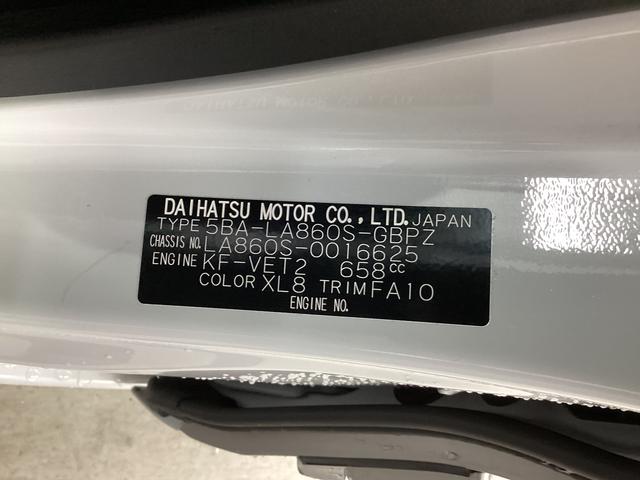 DAIHATSU MOTOR CO., LTD. JAPAN
TYPE 5BA-LA860S-GBPZ
CHASSIS NO. LA860S-0016625
ENGINE KF-VET2 658cc
COLOR XL8 TRIM FA10
ENGINE NO.